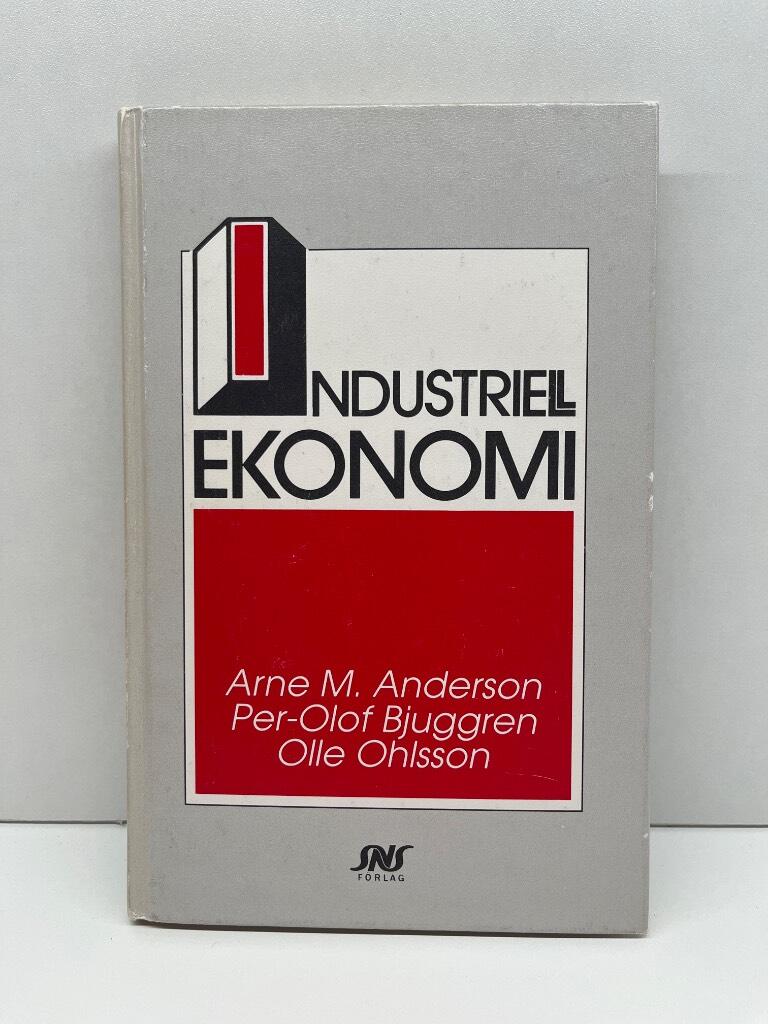 INDUSTRIELL
EKONOMI
Arne M. Anderson
Per-Olof Bjuggren
Olle Ohlsson
SNS
FÖRLAG